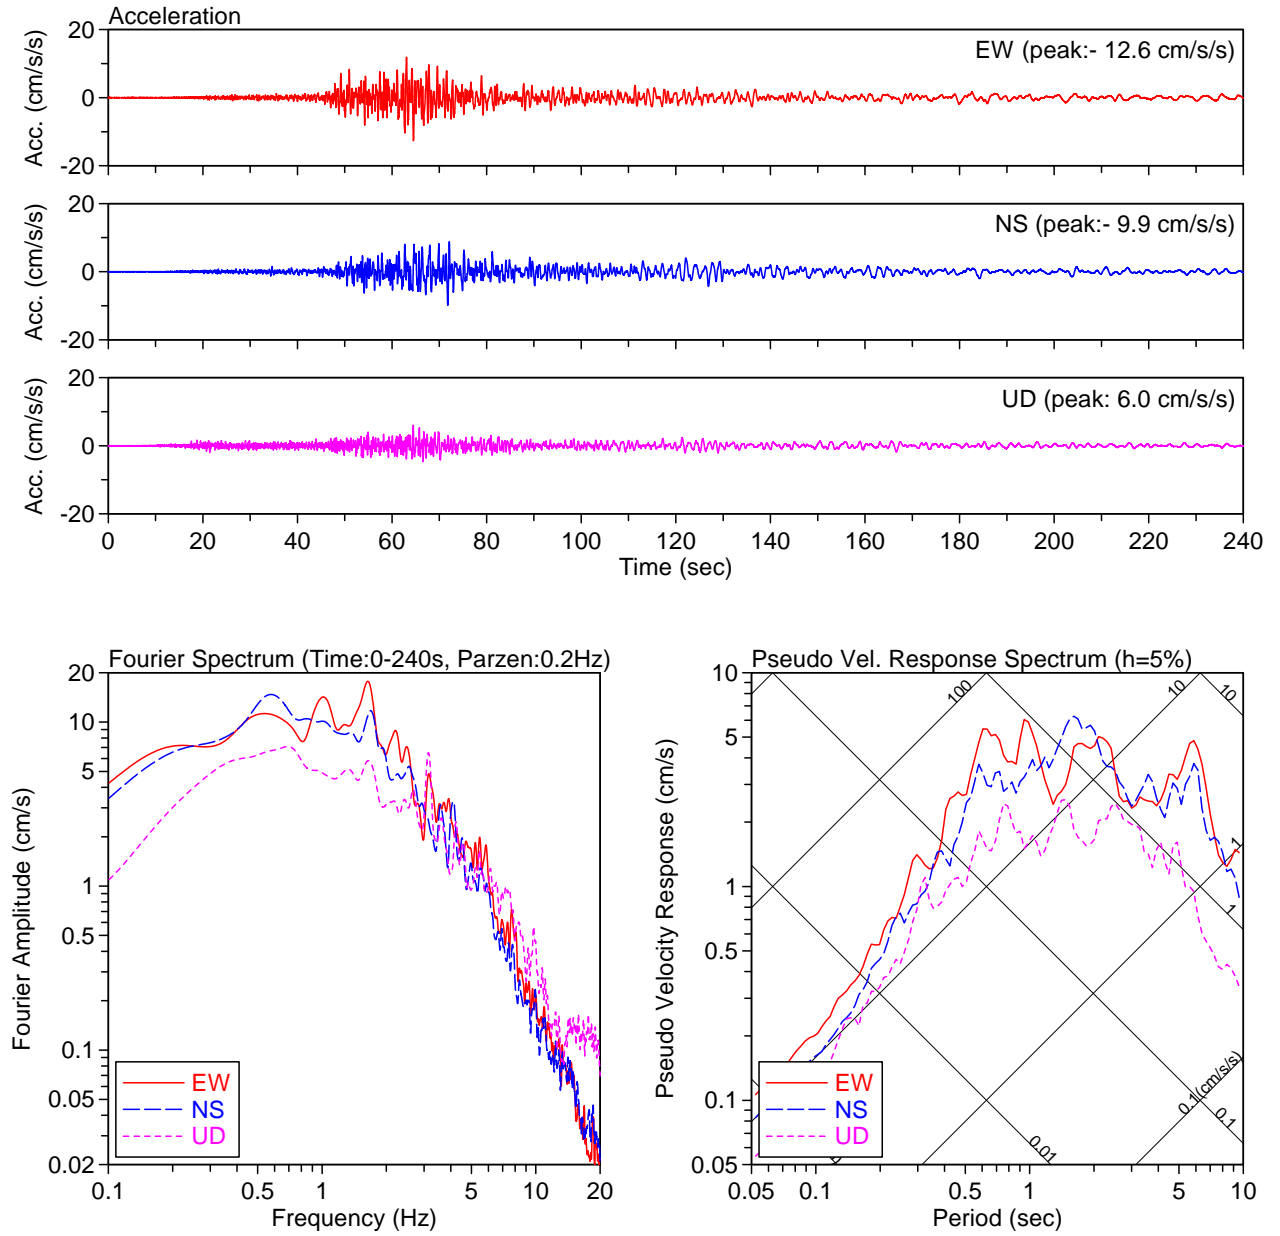 Acceleration
20
0
-20
Acc. (cm/s/s)
EW (peak:- 12.6 cm/s/s)
20
0
-20
Acc. (cm/s/s)
NS (peak:- 9.9 cm/s/s)
20
0
-20
Acc. (cm/s/s)
UD (peak: 6.0 cm/s/s)
0 20 40 60 80 100 120 140 160 180 200 220 240
Time (sec)
Fourier Spectrum (Time:0-240s, Parzen:0.2Hz)
20
10
5
1
0.5
0.1
0.05
0.02
Fourier Amplitude (cm/s)
EW
NS
UD
0.1 0.5 1 5 10 20
Frequency (Hz)
Pseudo Vel. Response Spectrum (h=5%)
10
5
1
0.5
0.1
0.05
Pseudo Velocity Response (cm/s)
100
10
10
1
1
0.1 (cm/s/s)
0.1
0.01
EW
NS
UD
0.05 0.1 0.5 1 5 10
Period (sec)